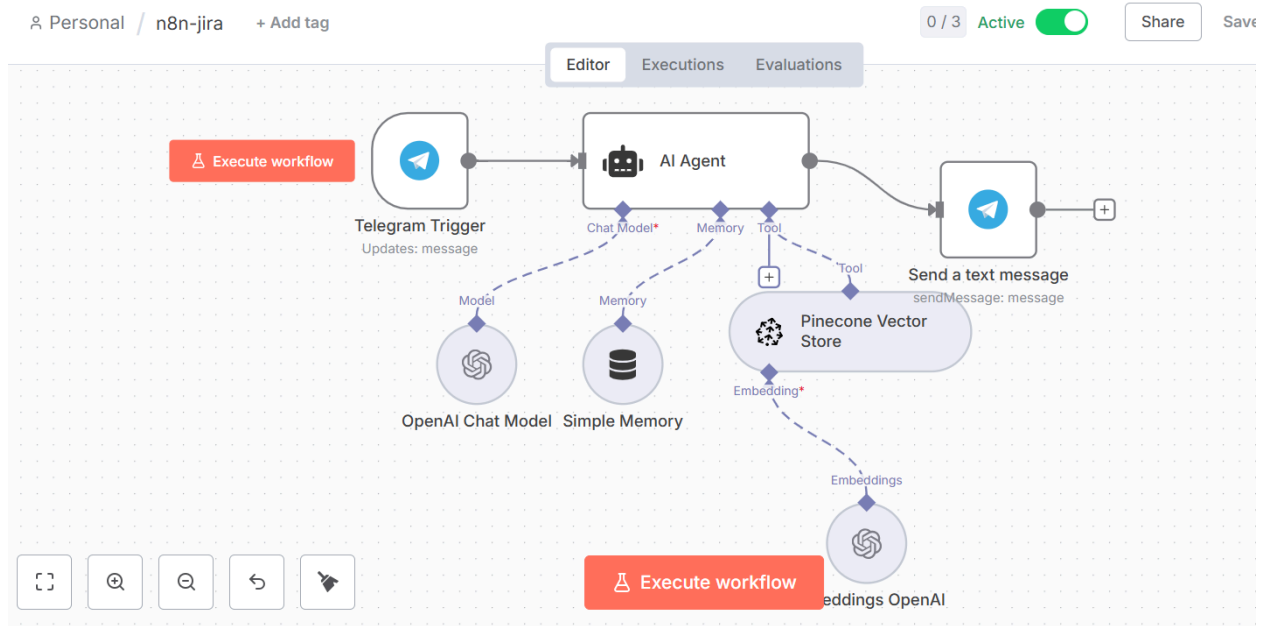 Personal / n8n-jira + Add tag
0 / 3 Active Share Save
Editor Executions Evaluations
Execute workflow
AI Agent
Telegram Trigger
Updates: message
Chat Model*
Memory
Tool
+
+
Send a text message
sendMessage: message
Model
Memory
Tool
Pinecone Vector
Store
Embedding*
OpenAI Chat Model
Simple Memory
Embeddings
Execute workflow
eddings OpenAI